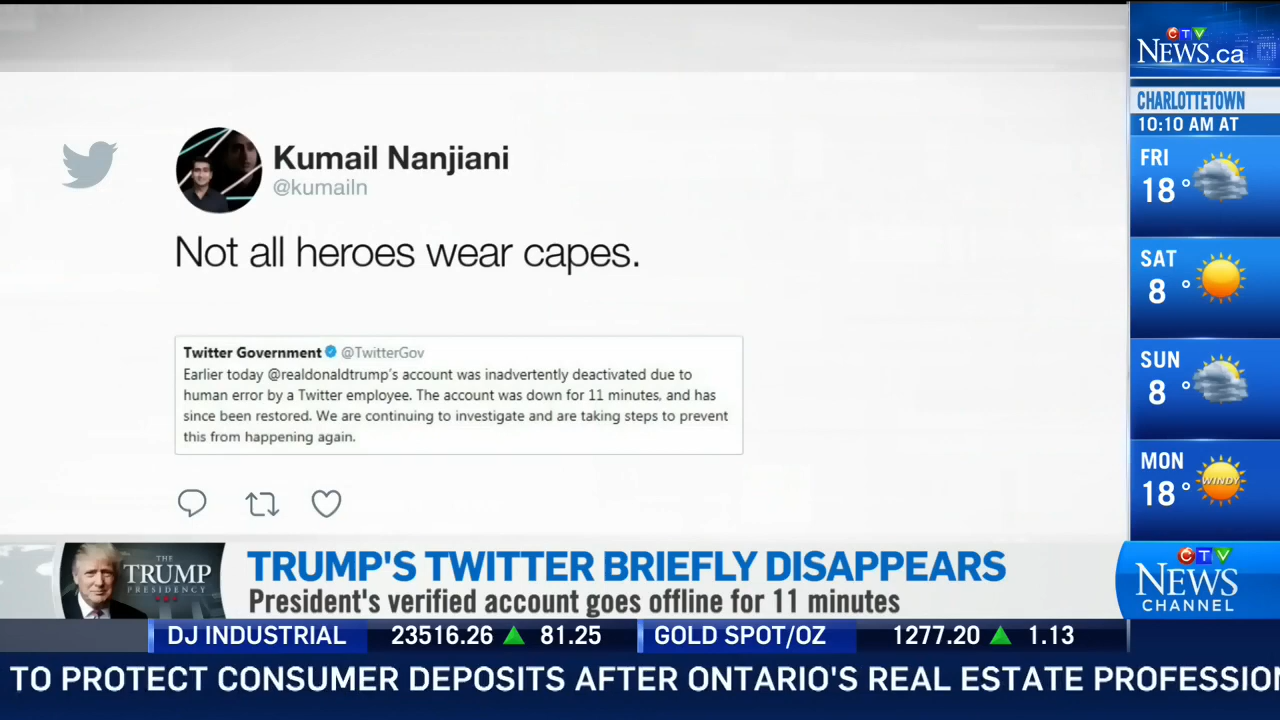 Kumail Nanjiani
@kumailn
Not all heroes wear capes.
Twitter Government @TwitterGov
Earlier today @realdonaldtrump's account was inadvertently deactivated due to
human error by a Twitter employee. The account was down for 11 minutes, and has
since been restored. We are continuing to investigate and are taking steps to prevent
this from happening again.
CTV
NEWS.ca
CHARLOTTETOWN
10:10 AM AT
FRI
18°
SAT
8°
SUN
8°
MON
18°
WINDY
THE
TRUMP
PRESIDENCY
TRUMP'S TWITTER BRIEFLY DISAPPEARS
President's verified account goes offline for 11 minutes
CTV
NEWS
CHANNEL
DJ INDUSTRIAL 23516.26 81.25 GOLD SPOT/OZ 1277.20 1.13
TO PROTECT CONSUMER DEPOSITS AFTER ONTARIO'S REAL ESTATE PROFESSION